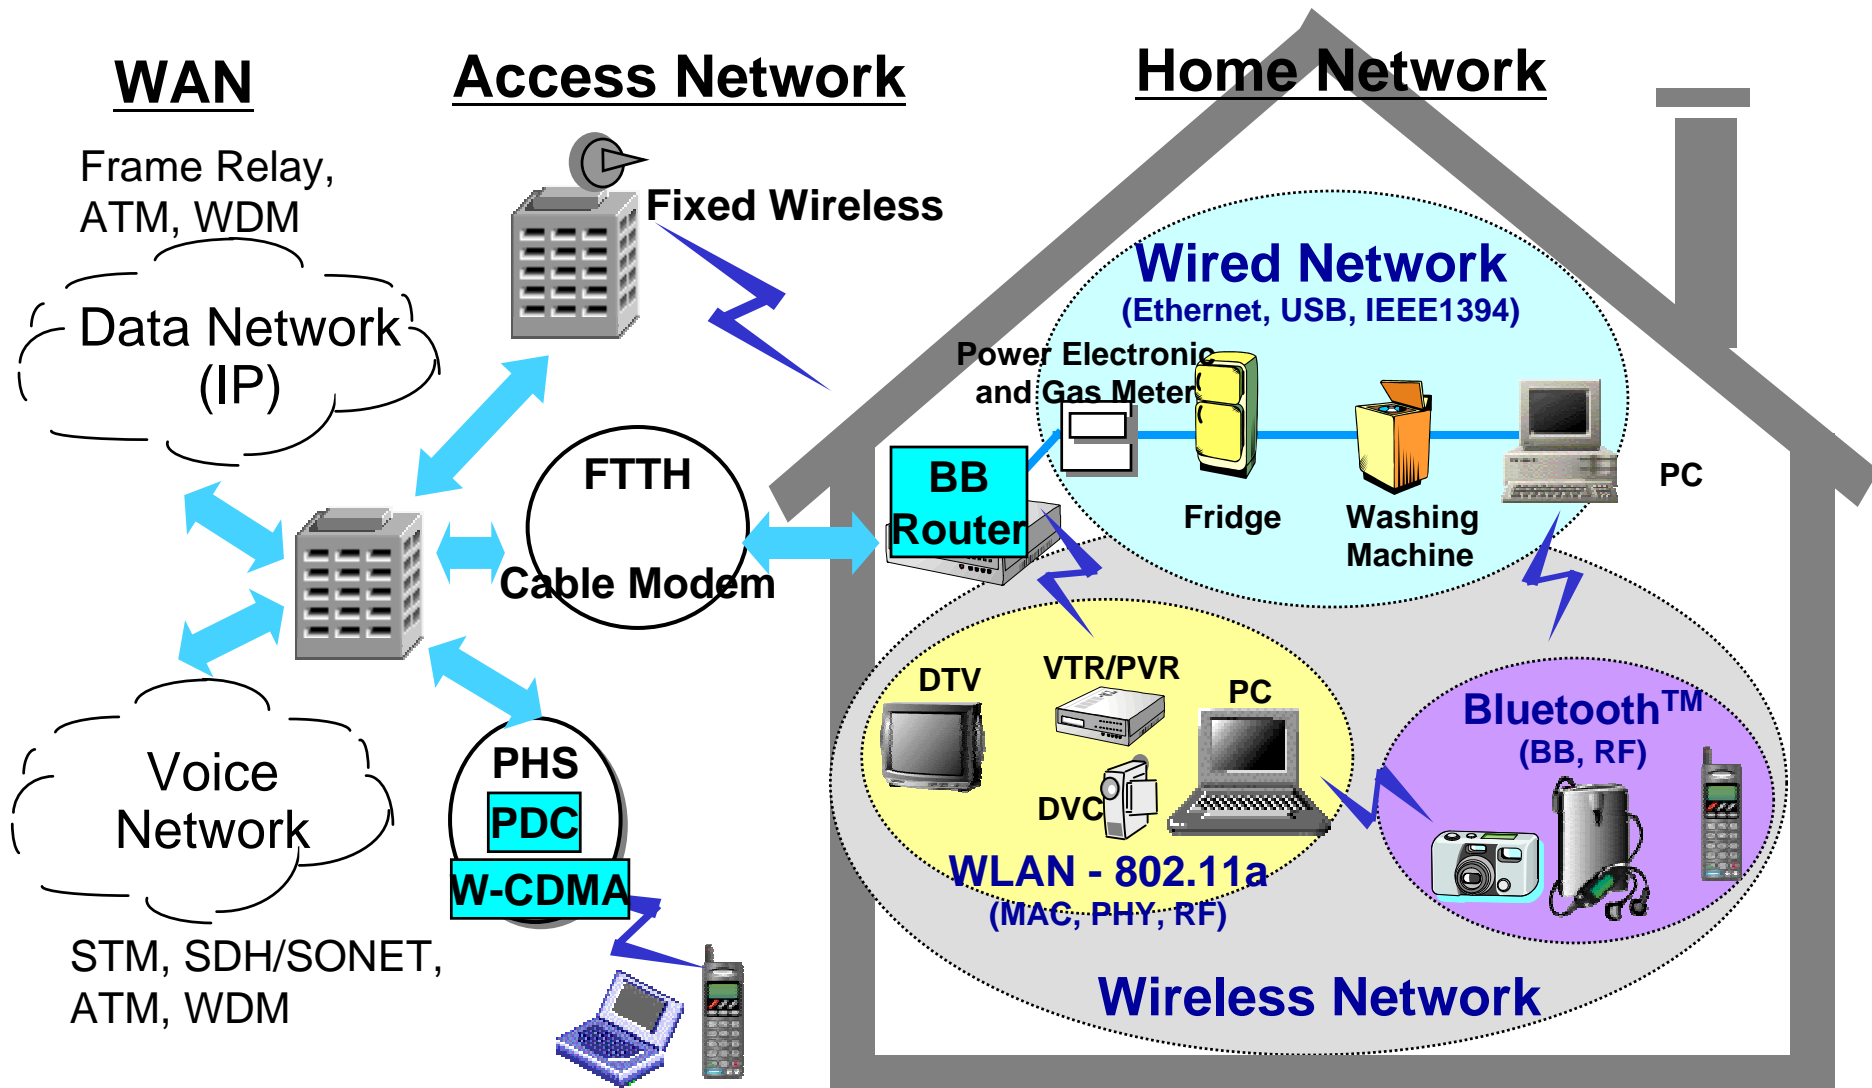 WAN
Frame Relay,
ATM, WDM
Data Network
(IP)
Voice
Network
STM, SDH/SONET,
ATM, WDM
Access Network
Fixed Wireless
FTTH
Cable Modem
PHS
PDC
W-CDMA
Home Network
Wired Network
(Ethernet, USB, IEEE1394)
Power Electronic
and Gas Meter
BB
Router
Fridge
Washing
Machine
PC
DTV
VTR/PVR
PC
DVC
WLAN - 802.11a
(MAC, PHY, RF)
Bluetooth™
(BB, RF)
Wireless Network